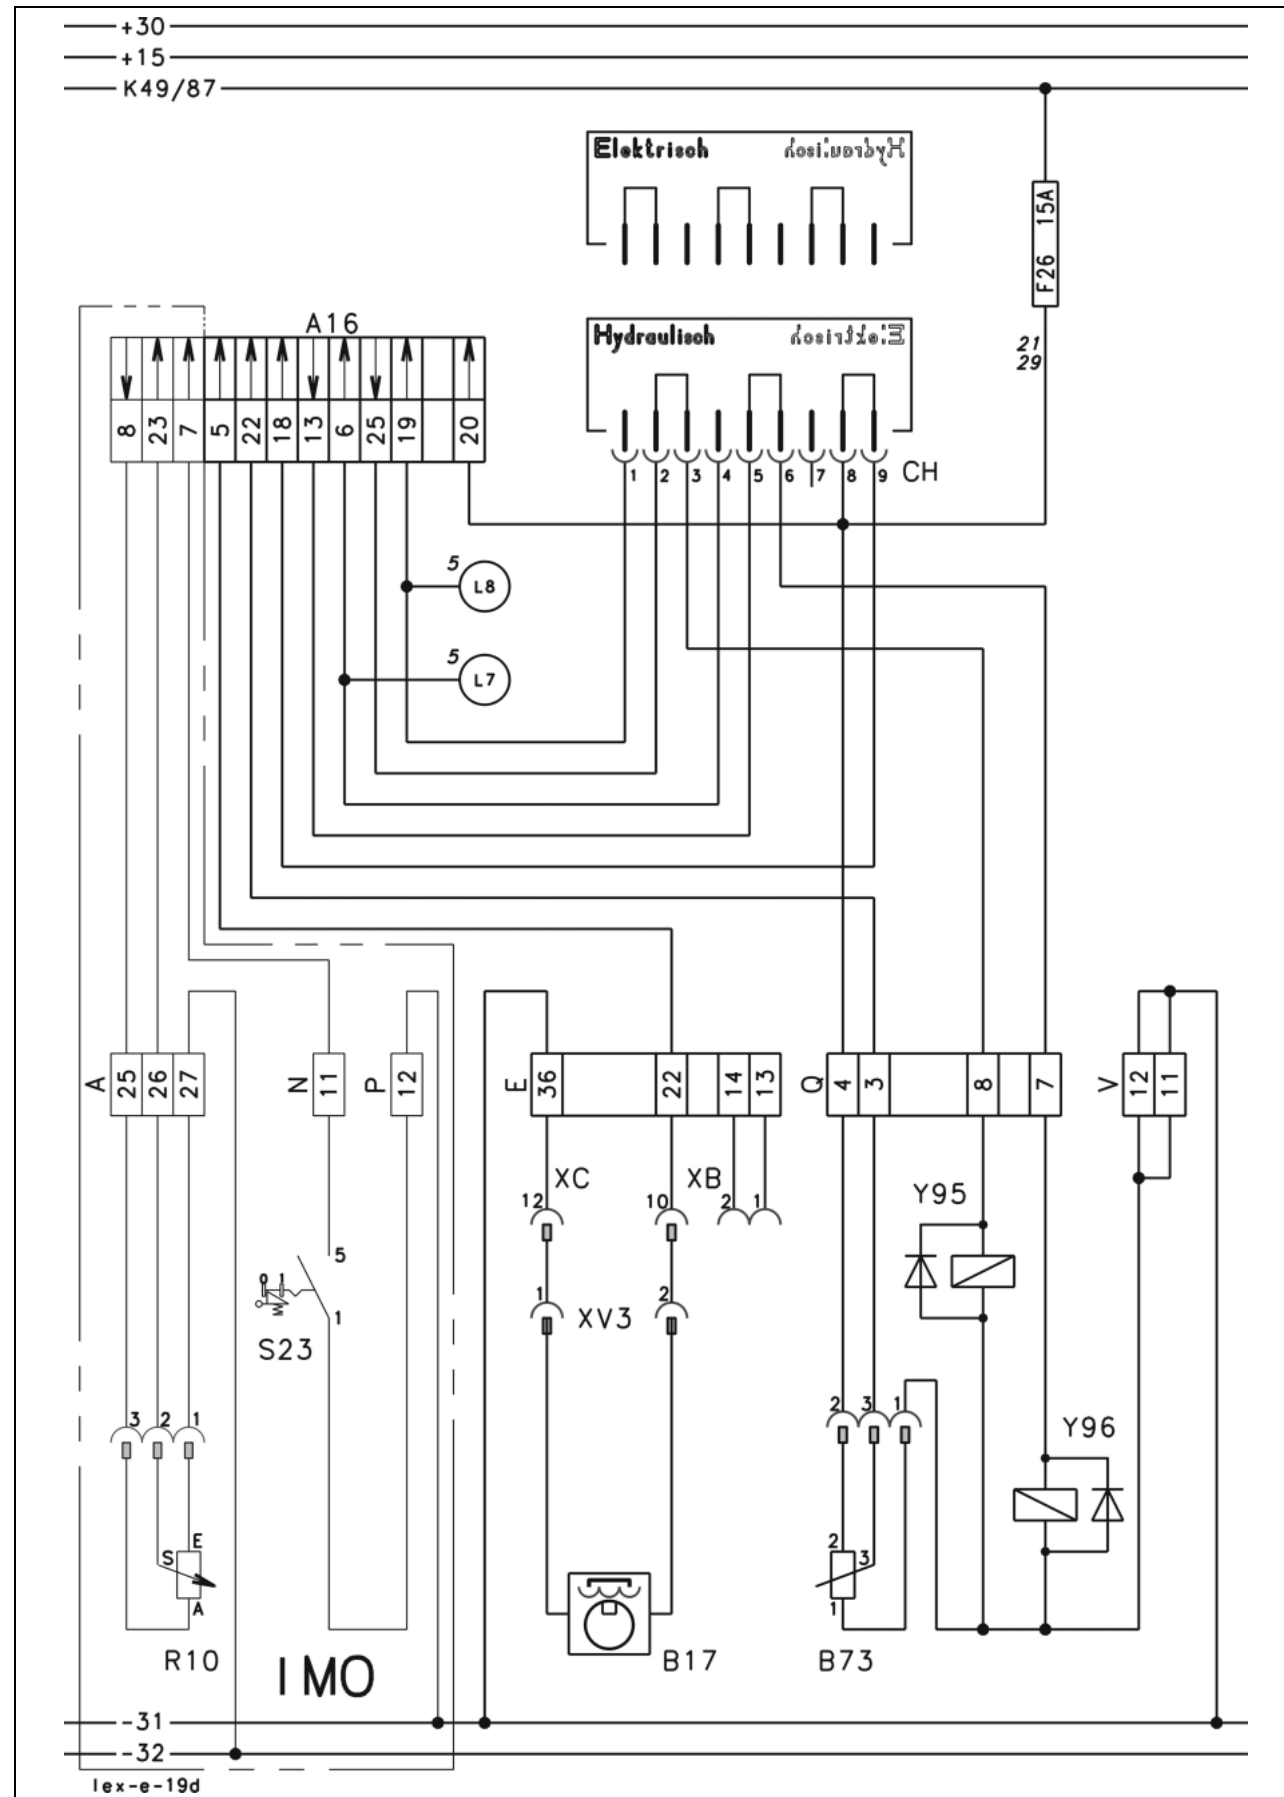 +30
+15
K49/87
Elektrisch Hydraulisch
F26 15A
Hydraulisch Elektrisch
A16
21
29
8 23 7 5 22 18 13 6 25 19 20
1 2 3 4 5 6 7 8 9 CH
5
L8
5
L7
A 25 26 27 N 11 P 12 E 36 22 14 13 Q 4 3 8 7 V 12 11
XC XB Y95
12 10 2 1
5
0 1
1 XV3 2
1
S23
3 2 1 2 3 1 Y96
E 2
S 3
A 1
R10 IMO B17 B73
-31
-32
lex-e-19d